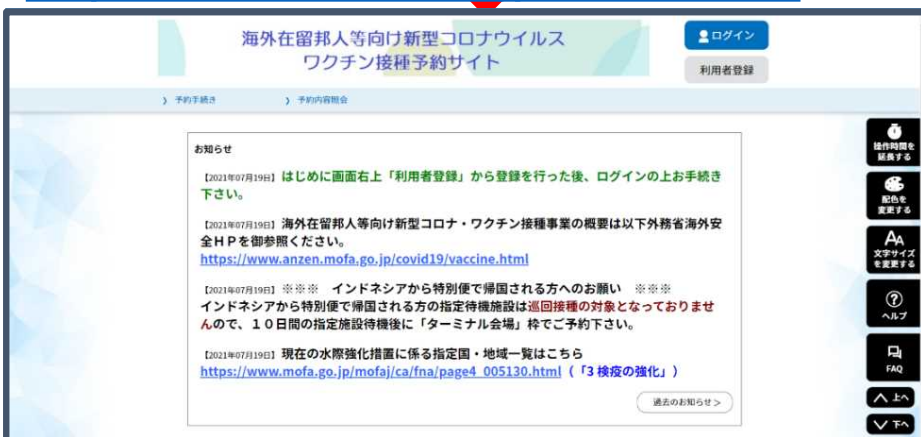 海外在留邦人等向け新型コロナウイルス
ワクチン接種予約サイト
ログイン
利用者登録
》 予約手続き
》 予約内容照会
お知らせ
【2021年07月19日】はじめに画面右上「利用者登録」から登録を行った後、ログインの上お手続き
下さい。
【2021年07月19日】海外在留邦人等向け新型コロナ・ワクチン接種事業の概要は以下外務省海外安
全ＨＰを御参照ください。
https://www.anzen.mofa.go.jp/covid19/vaccine.html
【2021年07月19日】※※※　インドネシアから特別便で帰国される方へのお願い　※※※
インドネシアから特別便で帰国される方の指定待機施設は巡回接種の対象となっておりませ
んので、１０日間の指定施設待機後に「ターミナル会場」枠でご予約下さい。
【2021年07月19日】現在の水際強化措置に係る指定国・地域一覧はこちら
https://www.mofa.go.jp/mofaj/ca/fna/page4_005130.html（「3 検疫の強化」）
過去のお知らせ >
操作時間を
延長する
配色を
変更する
AA
文字サイズ
を変更する
?
ヘルプ
FAQ
上へ
下へ